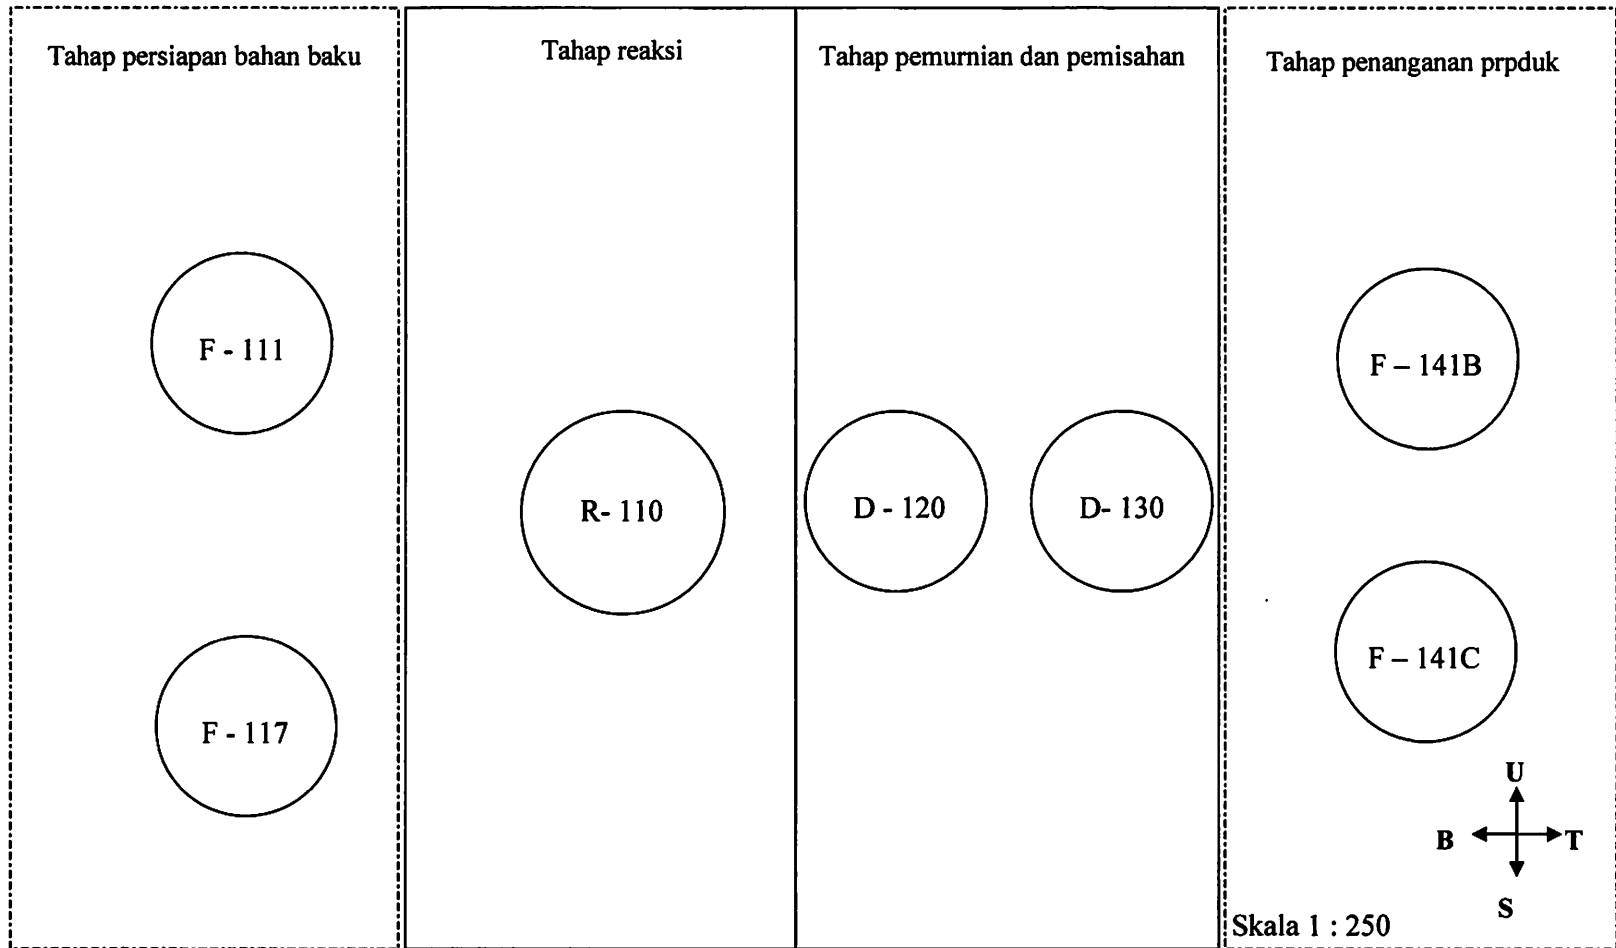 Tahap persiapan bahan baku
Tahap reaksi
Tahap pemurnian dan pemisahan
Tahap penanganan prpduk
F - 111
F - 117
R- 110
D - 120
D- 130
F – 141B
F – 141C
U
B
T
S
Skala 1 : 250